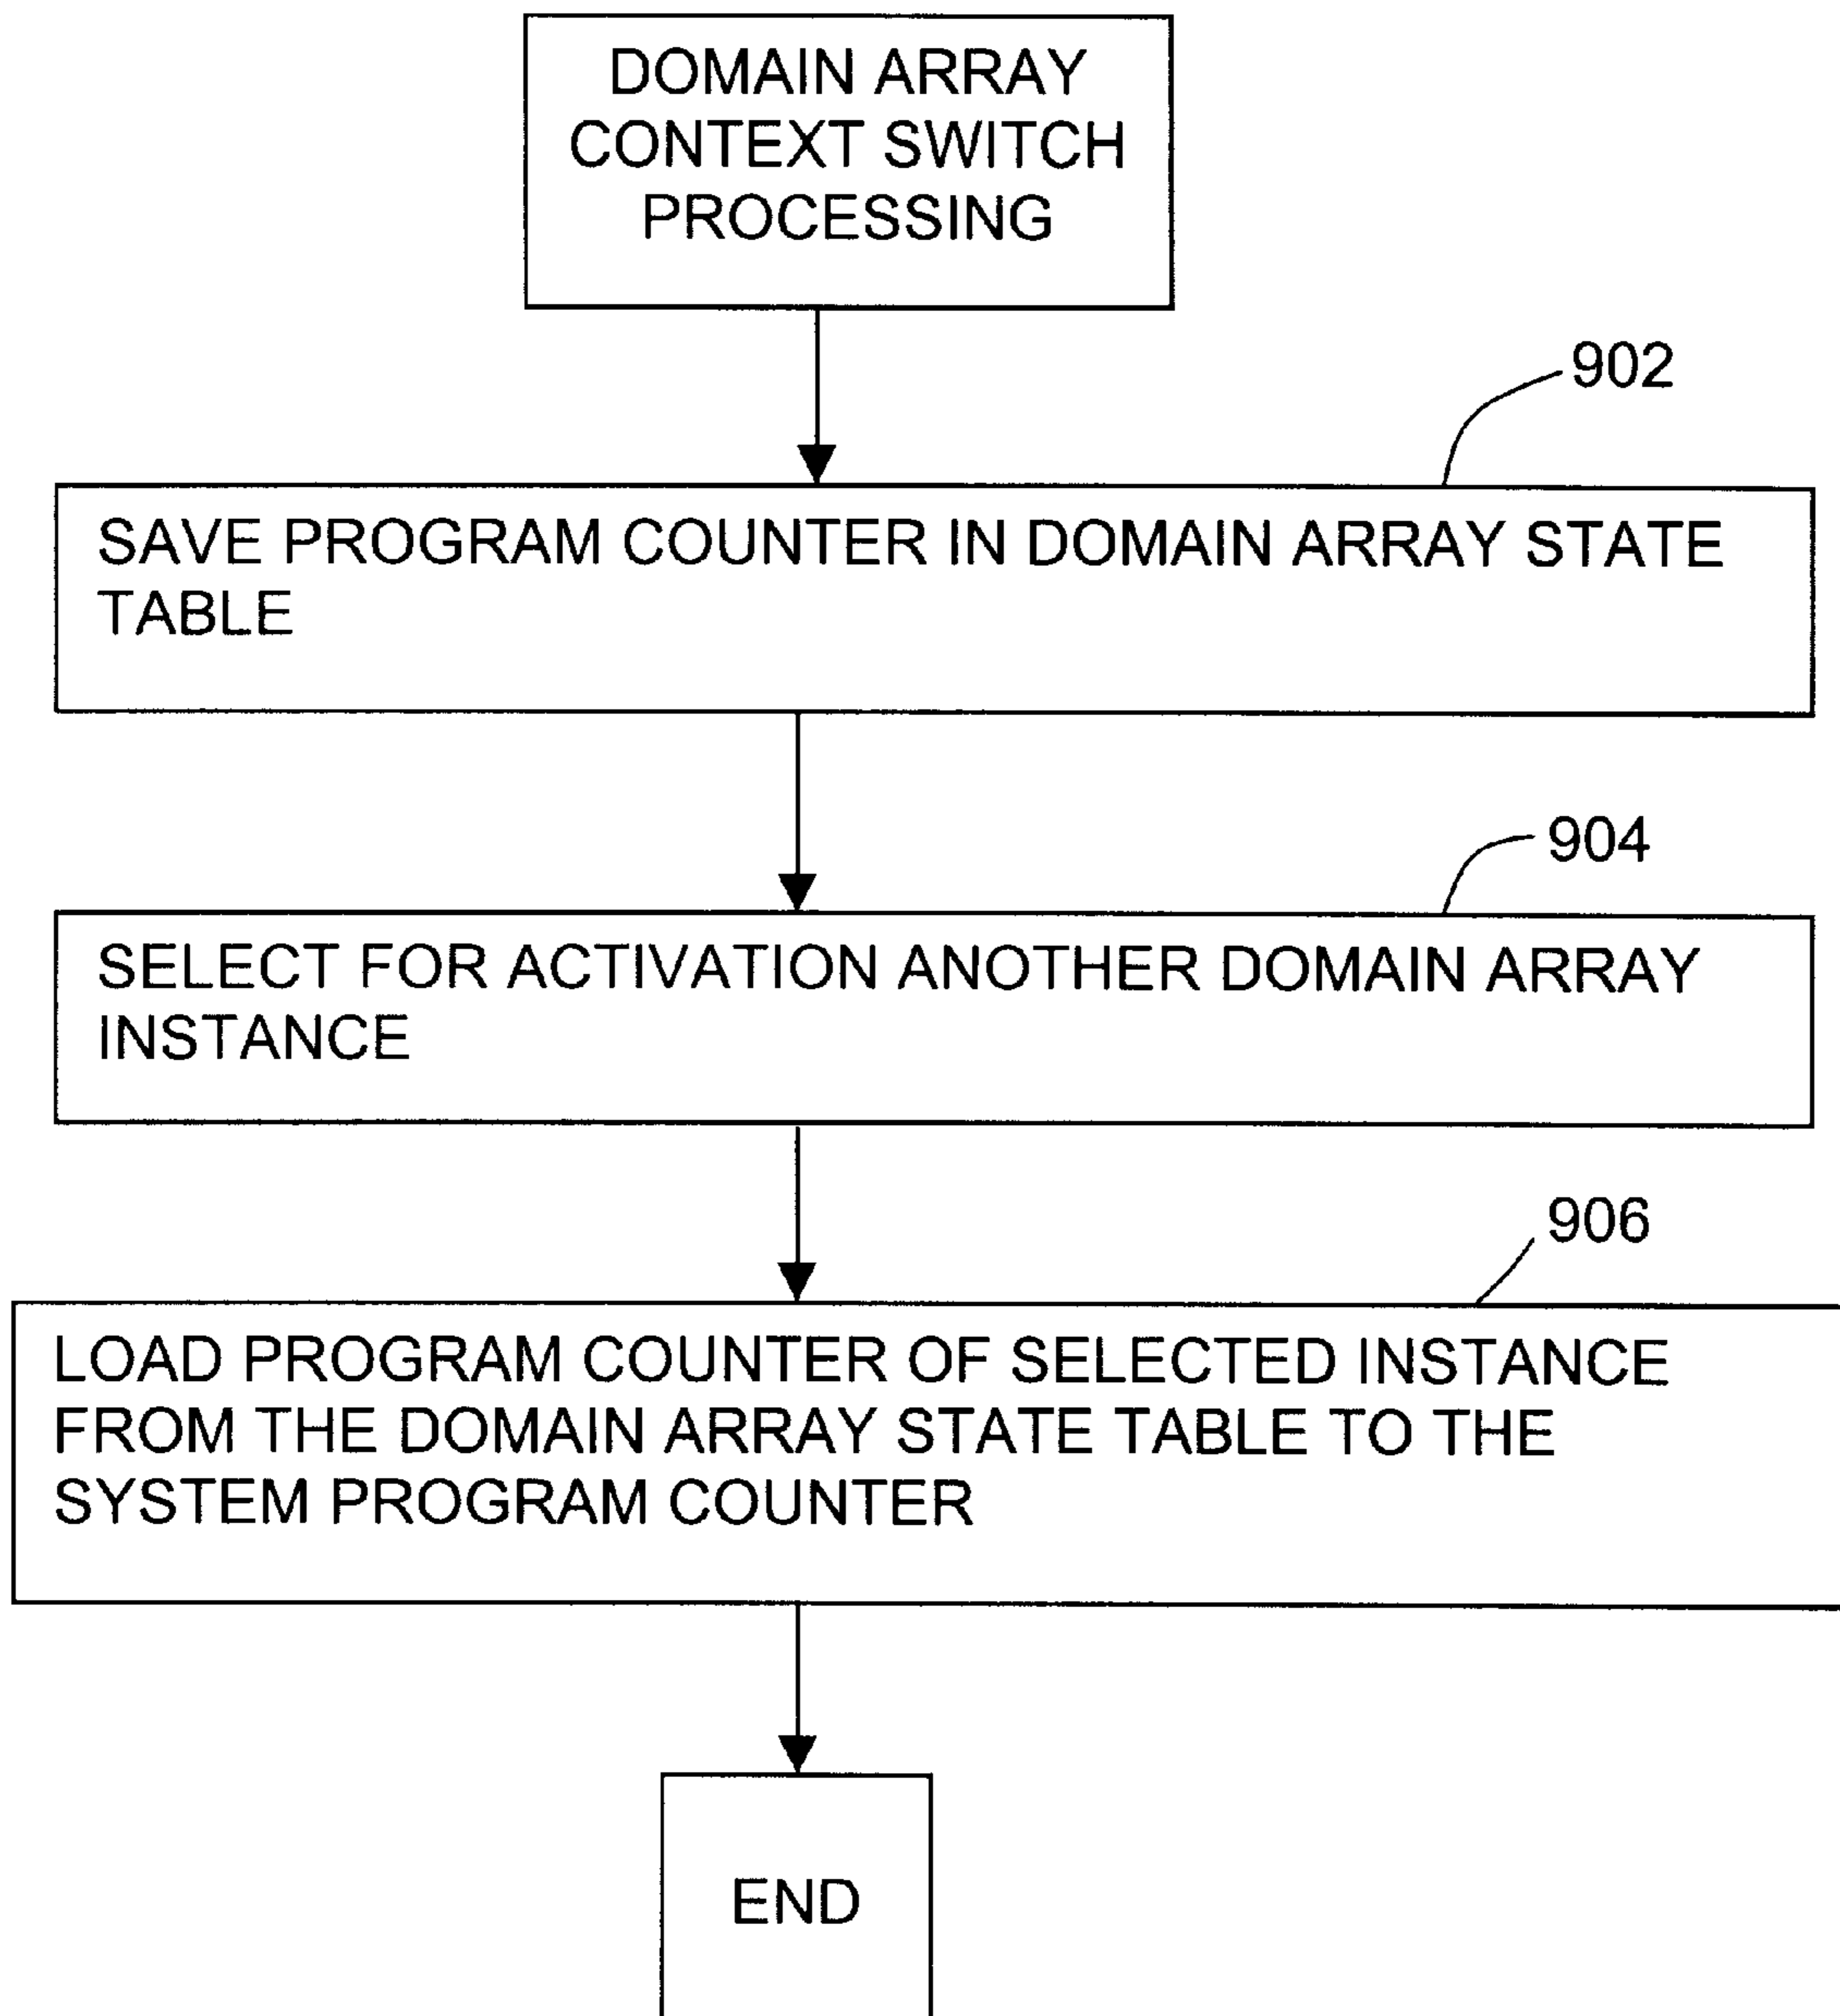 DOMAIN ARRAY
CONTEXT SWITCH
PROCESSING
902
SAVE PROGRAM COUNTER IN DOMAIN ARRAY STATE
TABLE
904
SELECT FOR ACTIVATION ANOTHER DOMAIN ARRAY
INSTANCE
906
LOAD PROGRAM COUNTER OF SELECTED INSTANCE
FROM THE DOMAIN ARRAY STATE TABLE TO THE
SYSTEM PROGRAM COUNTER
END